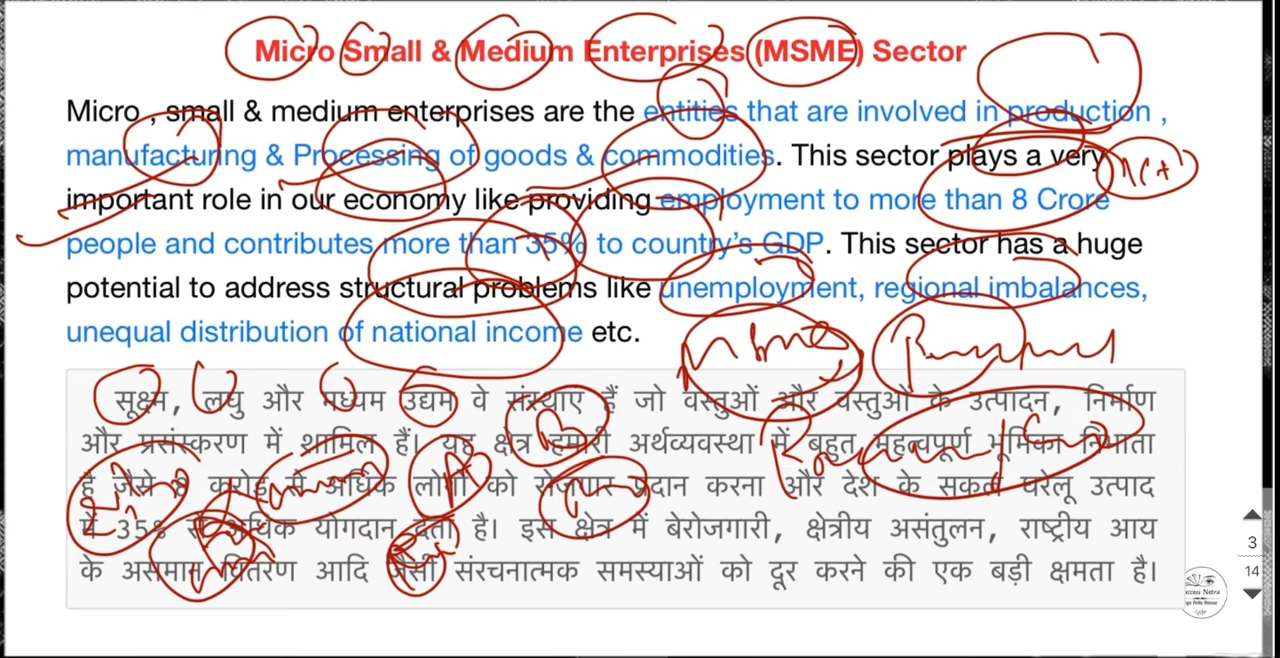 Micro Small & Medium Enterprises (MSME) Sector
Micro , small & medium enterprises are the entities that are involved in production ,
manufacturing & Processing of goods & commodities. This sector plays a very
important role in our economy like providing employment to more than 8 Crore
people and contributes more than 35% to country's GDP. This sector has a huge
potential to address structural problems like unemployment, regional imbalances,
unequal distribution of national income etc.
सूक्ष्म, लघु और मध्यम उद्यम वे संस्थाए हैं जो वस्तुओं और वस्तुओं के उत्पादन, निर्माण
और प्रसंस्करण में शामिल हैं। यह क्षेत्र हमारी अर्थव्यवस्था में बहुत महत्वपूर्ण भूमिका निभाता
है जैसे 8 करोड़ से अधिक लोगों को रोजगार प्रदान करना और देश के सकल घरेलू उत्पाद
में 35% से अधिक योगदान देता है। इस क्षेत्र में बेरोजगारी, क्षेत्रीय असंतुलन, राष्ट्रीय आय
के असमान वितरण आदि जैसी संरचनात्मक समस्याओं को दूर करने की एक बड़ी क्षमता है।
3
14